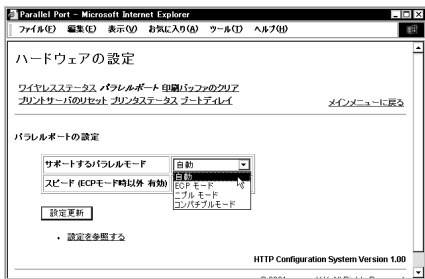 Parallel Port - Microsoft Internet Explorer
ファイル(F) 編集(E) 表示(V) お気に入り(A) ツール(T) ヘルプ(H)
ハードウェアの設定
ワイヤレスステータス パラレルポート 印刷バッファのクリア
プリントサーバのリセット プリンタステータス ブートディレイ
メインメニューに戻る
パラレルポートの設定
サポートするパラレルモード 自動
自動
スピード (ECPモード時以外 有効)
ECP モード
ニブル モード
コンパチブルモード
設定更新
設定を参照する
HTTP Configuration System Version 1.00